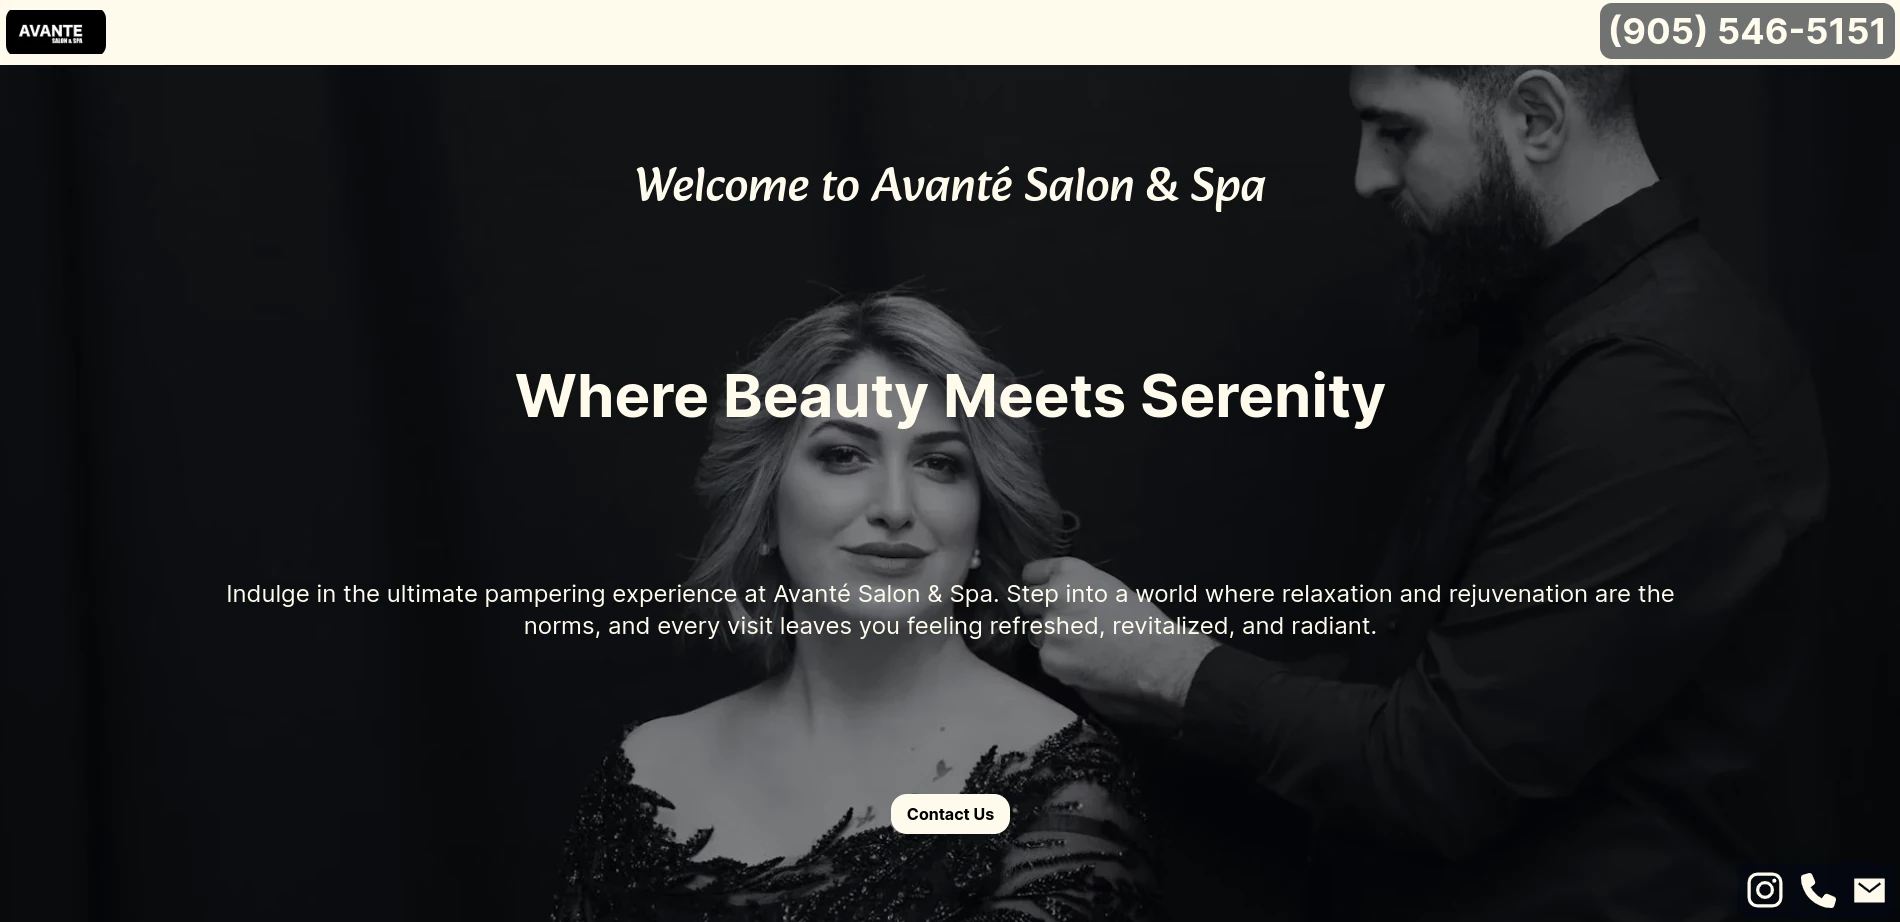 AVANTE
SALON & SPA
(905) 546-5151
Welcome to Avanté Salon & Spa
Where Beauty Meets Serenity
Indulge in the ultimate pampering experience at Avanté Salon & Spa. Step into a world where relaxation and rejuvenation are the
norms, and every visit leaves you feeling refreshed, revitalized, and radiant.
Contact Us